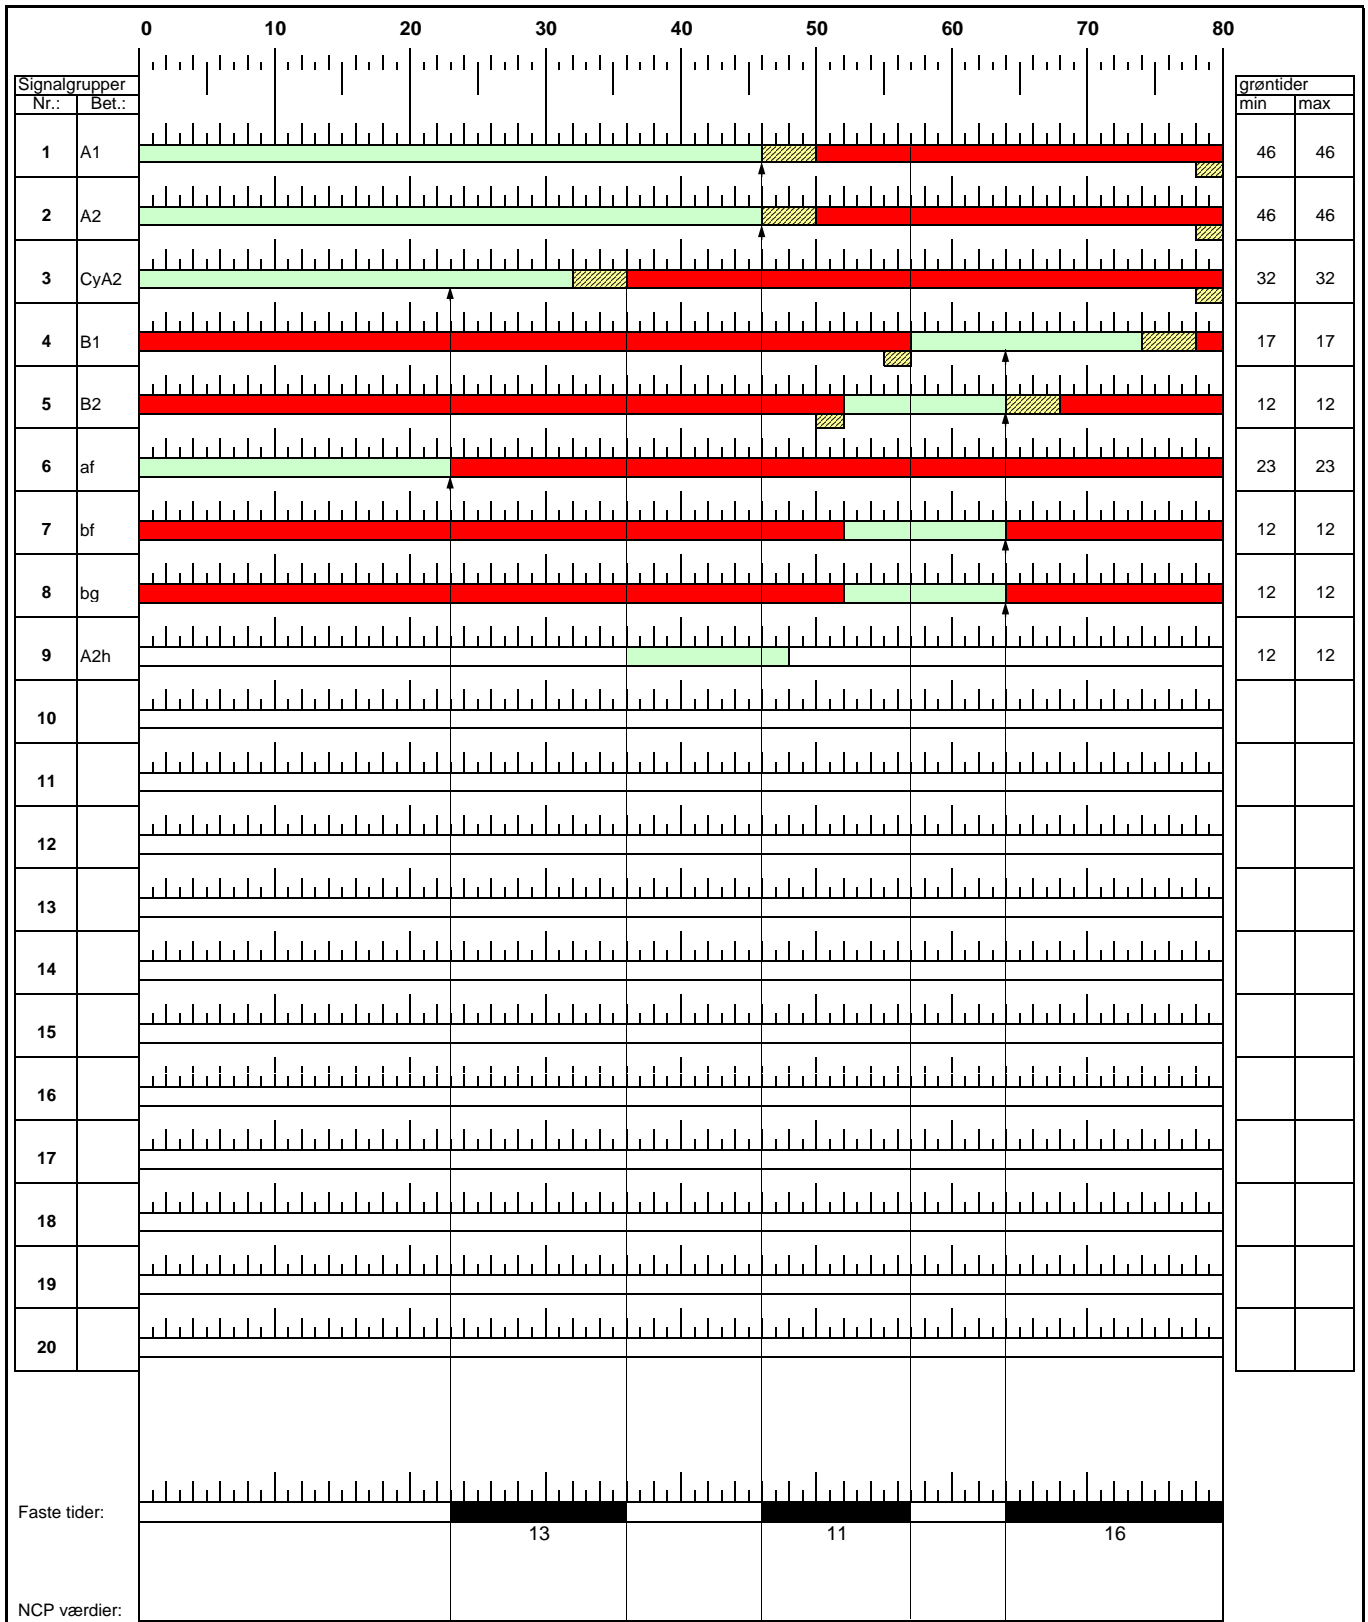 0 10 20 30 40 50 60 70 80
Signalgrupper
Nr.: Bet.:
grøntider
min max
1 A1 46 46
2 A2 46 46
3 CyA2 32 32
4 B1 17 17
5 B2 12 12
6 af 23 23
7 bf 12 12
8 bg 12 12
9 A2h 12 12
10
11
12
13
14
15
16
17
18
19
20
Faste tider:
13 11 16
NCP værdier: